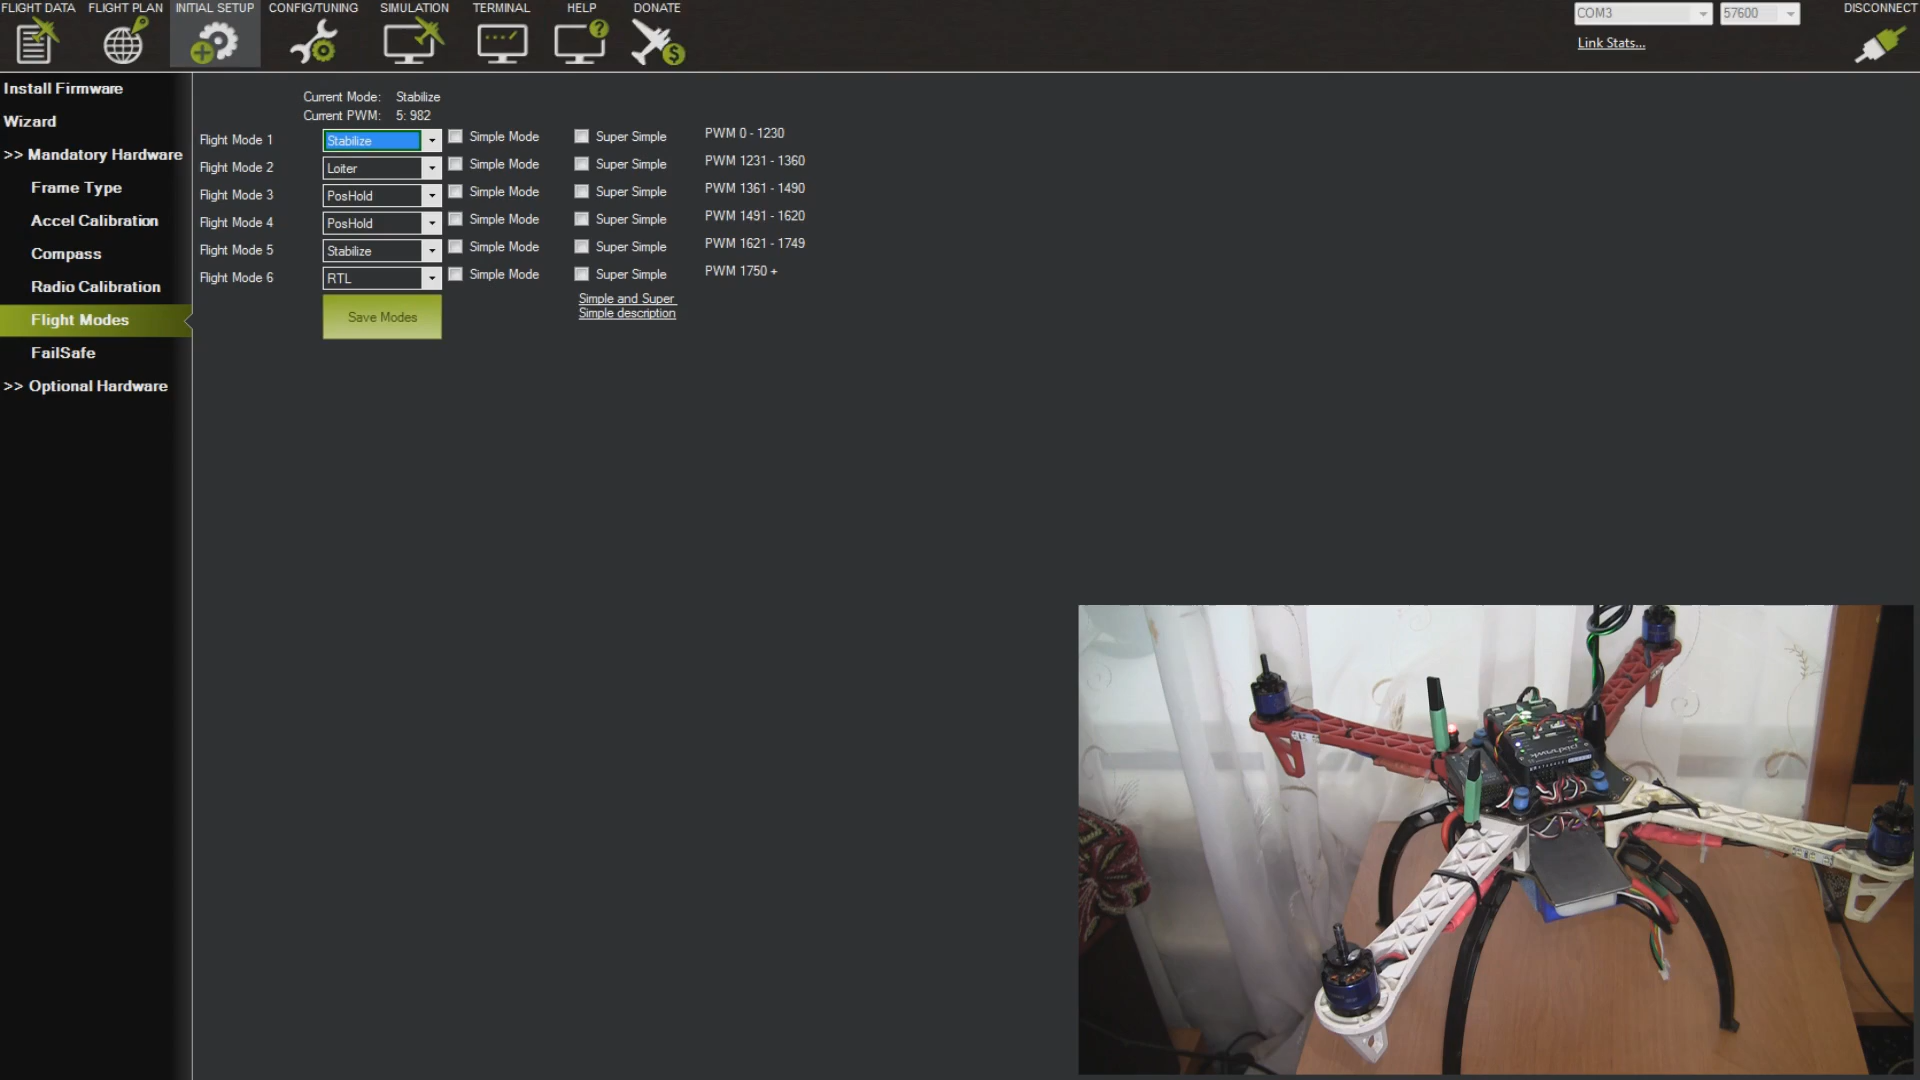 FLIGHT DATA FLIGHT PLAN INITIAL SETUP CONFIG/TUNING SIMULATION TERMINAL HELP DONATE COM3 57600 DISCONNECT
Link Stats...
Install Firmware
Wizard
>> Mandatory Hardware
Frame Type
Accel Calibration
Compass
Radio Calibration
Flight Modes
FailSafe
>> Optional Hardware
Current Mode: Stabilize
Current PWM: 5: 982
Flight Mode 1 Stabilize Simple Mode Super Simple PWM 0 - 1230
Flight Mode 2 Loiter Simple Mode Super Simple PWM 1231 - 1360
Flight Mode 3 PosHold Simple Mode Super Simple PWM 1361 - 1490
Flight Mode 4 PosHold Simple Mode Super Simple PWM 1491 - 1620
Flight Mode 5 Stabilize Simple Mode Super Simple PWM 1621 - 1749
Flight Mode 6 RTL Simple Mode Super Simple PWM 1750 +
Simple and Super
Simple description
Save Modes
pixhawk